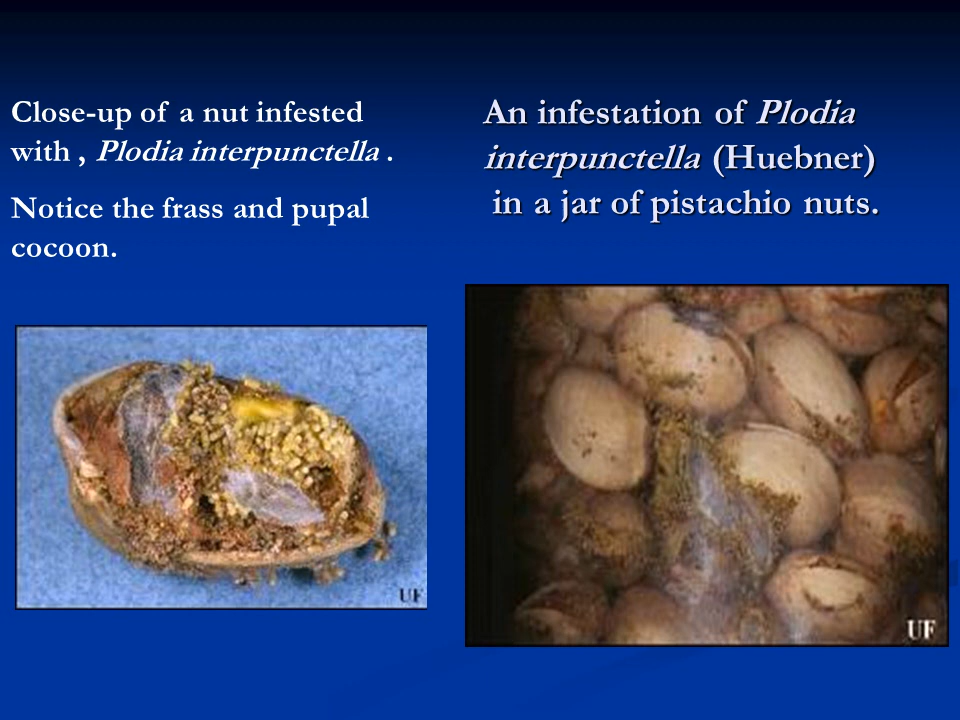 Close-up of a nut infested
with , Plodia interpunctella .
Notice the frass and pupal
cocoon.
An infestation of Plodia
interpunctella (Huebner)
in a jar of pistachio nuts.
UF
UF